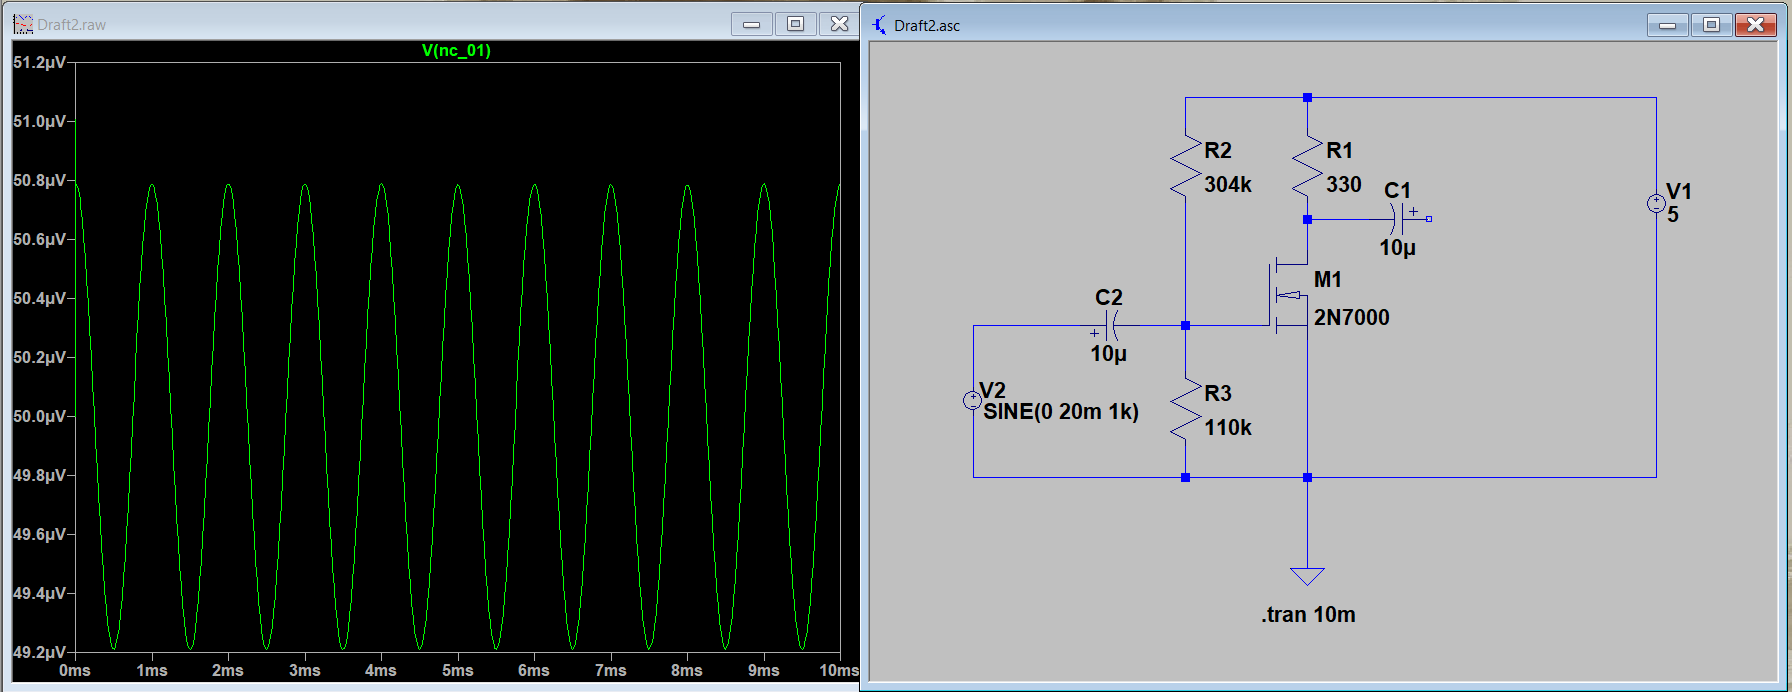 Draft2.raw
V(nc_01)
51.2µV
51.0µV
50.8µV
50.6µV
50.4µV
50.2µV
50.0µV
49.8µV
49.6µV
49.4µV
49.2µV
0ms 1ms 2ms 3ms 4ms 5ms 6ms 7ms 8ms 9ms 10ms
Draft2.asc
R2
304k
R1
330
C1
+
10µ
V1
5
M1
2N7000
C2
+
10µ
V2
SINE(0 20m 1k)
R3
110k
.tran 10m